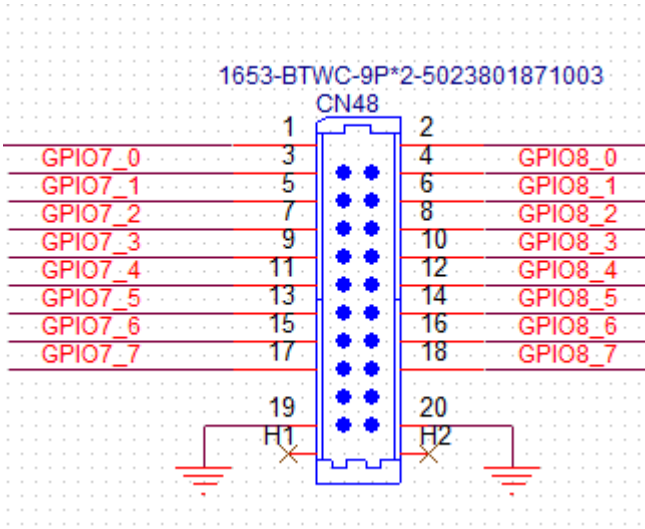 1653-BTWC-9P*2-5023801871003
CN48
1 2
GPIO7_0 3 4 GPIO8_0
GPIO7_1 5 6 GPIO8_1
GPIO7_2 7 8 GPIO8_2
GPIO7_3 9 10 GPIO8_3
GPIO7_4 11 12 GPIO8_4
GPIO7_5 13 14 GPIO8_5
GPIO7_6 15 16 GPIO8_6
GPIO7_7 17 18 GPIO8_7
19 20
H1 H2